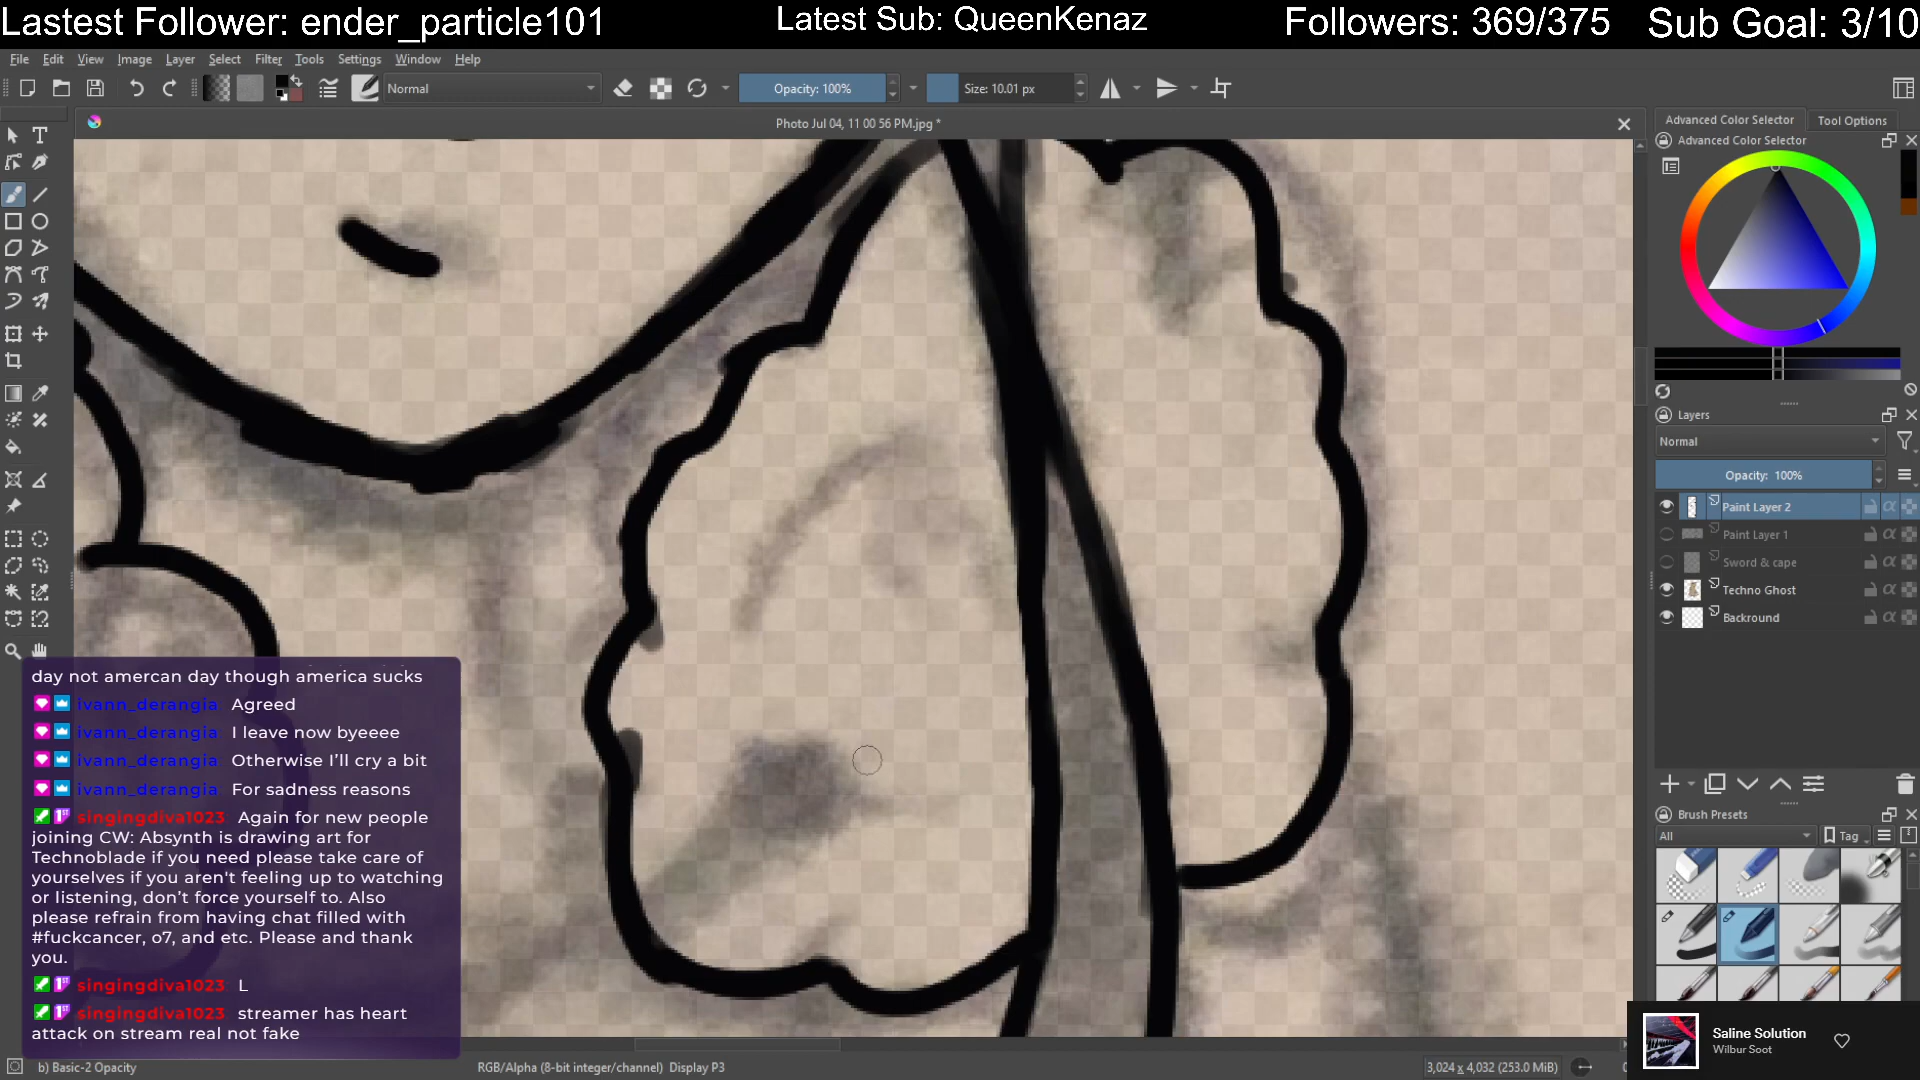 Lastest Follower: ender_particle101
Latest Sub: QueenKenaz
Followers: 369/375
Sub Goal: 3/10
File Edit View Image Layer Select Filter Tools Settings Window Help
Normal
Opacity: 100%
Size: 10.01 px
Photo Jul 04, 11 00 56 PM.jpg *
Advanced Color Selector
Tool Options
Advanced Color Selector
Layers
Normal
Opacity: 100%
Paint Layer 2
Paint Layer 1
Sword & cape
Techno Ghost
Backround
Brush Presets
All
Tag
day not amercan day though america sucks
ivann_derangia: Agreed
ivann_derangia: I leave now byeeee
ivann_derangia: Otherwise I'll cry a bit
ivann_derangia: For sadness reasons
singingdiva1023: Again for new people
joining CW: Absynth is drawing art for
Technoblade if you need please take care of
yourselves if you aren't feeling up to watching
or listening, don't force yourself to. Also
please refrain from having chat filled with
#fuckcancer, o7, and etc. Please and thank
you.
singingdiva1023: L
singingdiva1023: streamer has heart
attack on stream real not fake
b) Basic-2 Opacity
RGB/Alpha (8-bit integer/channel) Display P3
3,024 x 4,032 (253.0 MiB)
Saline Solution
Wilbur Soot